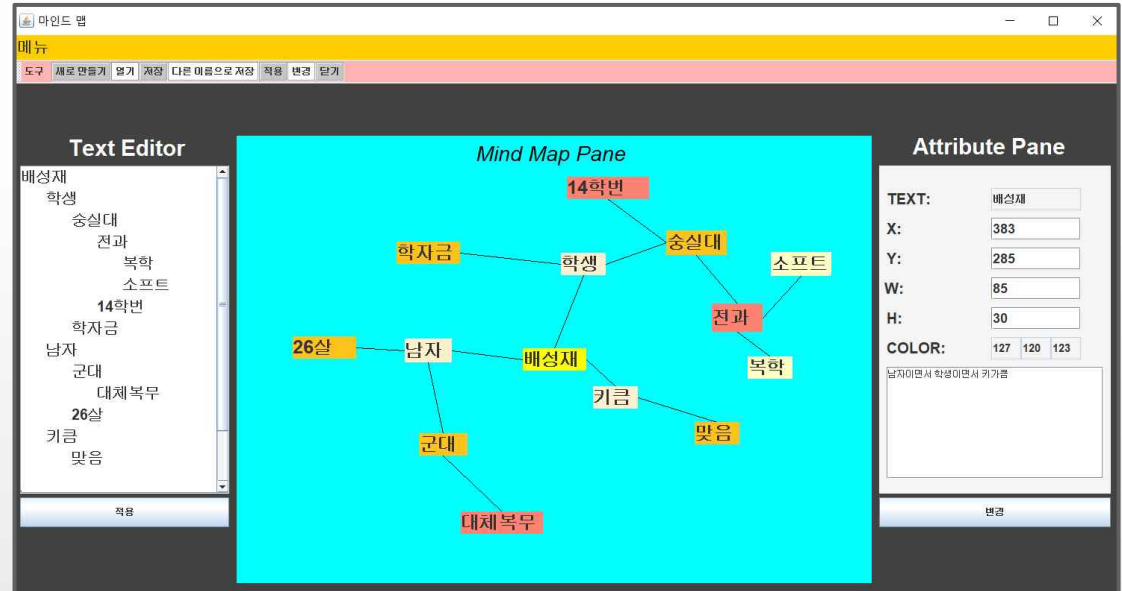 마인드 맵
메뉴
도구 새로 만들기 열기 저장 다른 이름으로 저장 적용 변경 닫기
Text Editor
배성재
학생
숭실대
전과
복학
소프트
14학번
학자금
남자
군대
대체복무
26살
키큼
맞음
적용
Mind Map Pane
14학번
숭실대
학자금
학생
소프트
전과
26살
남자
배성재
복학
키큼
맞음
군대
대체복무
Attribute Pane
TEXT: 배성재
X: 383
Y: 285
W: 85
H: 30
COLOR: 127 120 123
남자이면서 학생이면서 키가큼
변경